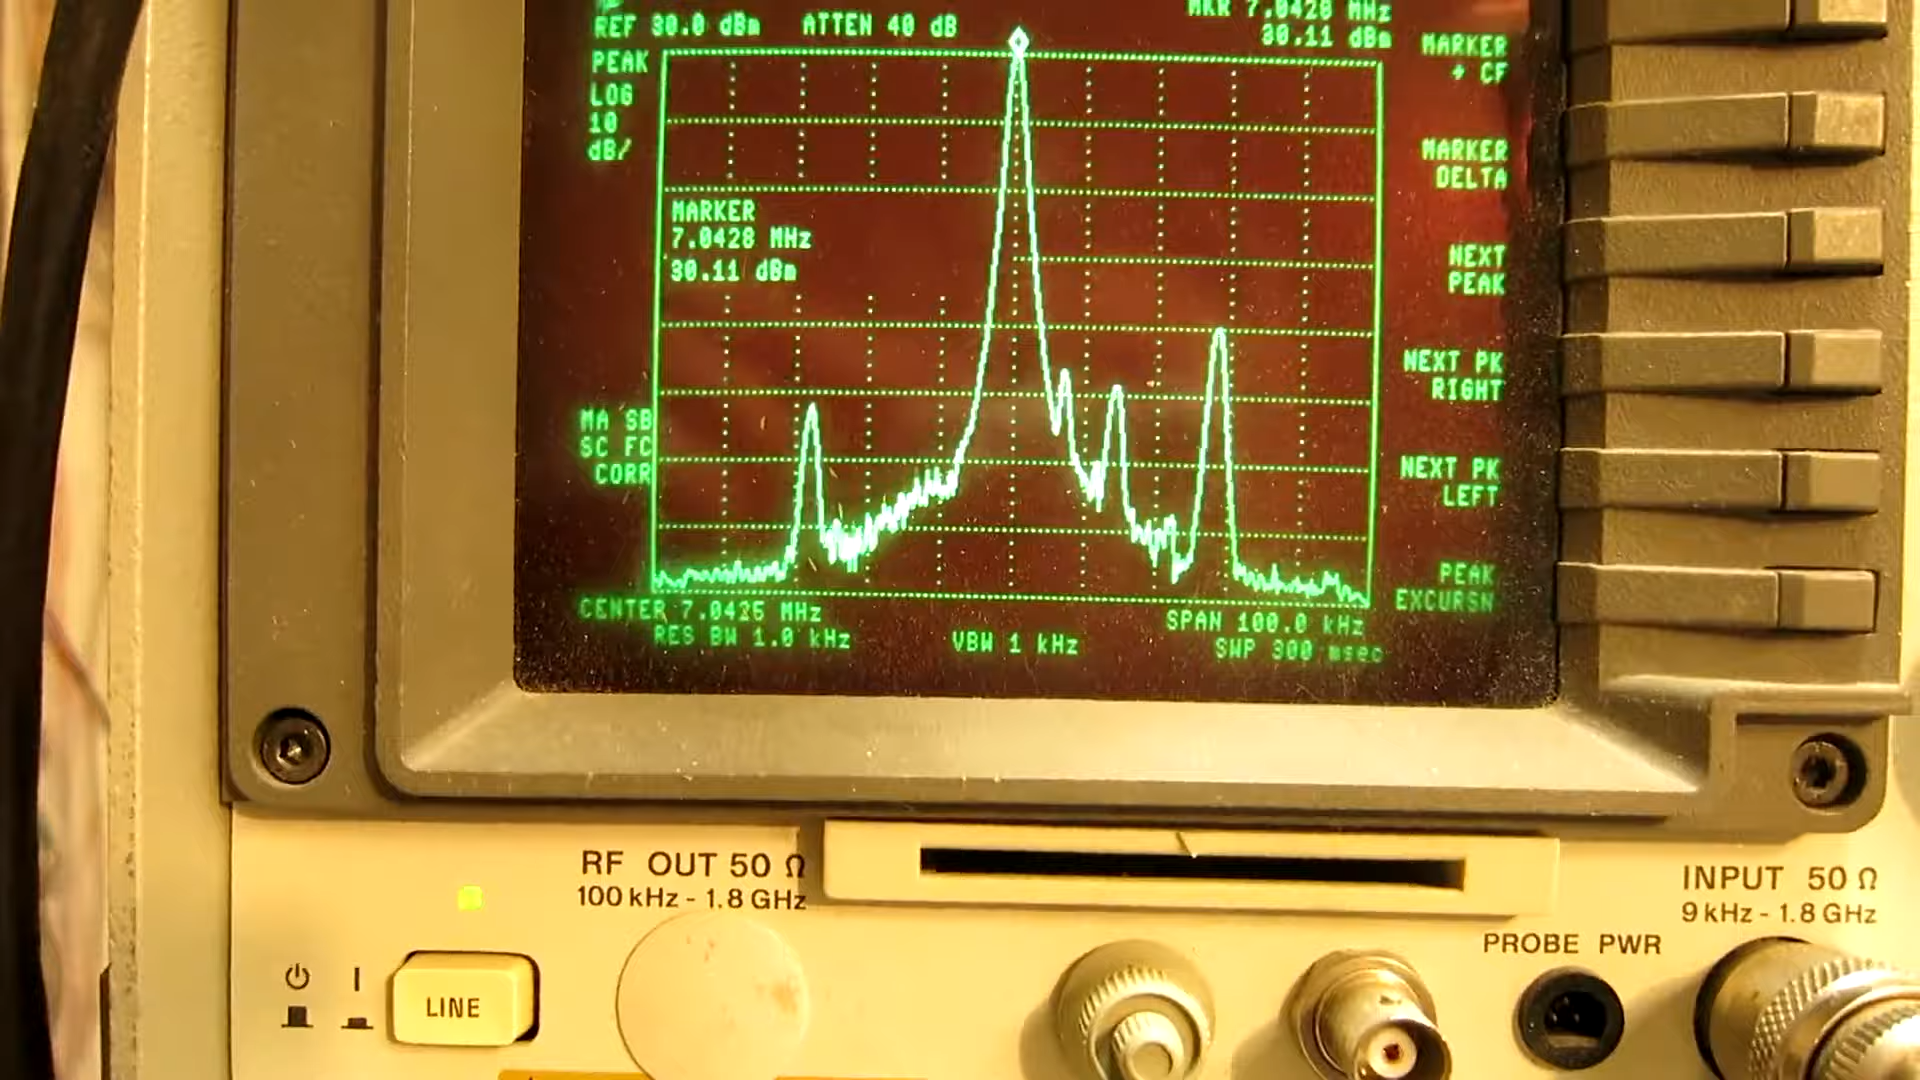 REF 30.0 dBm ATTEN 40 dB
MKR 7.0428 MHz
30.11 dBm
PEAK
LOG
10
dB/
MARKER
7.0428 MHz
30.11 dBm
MA SB
SC FC
CORR
CENTER 7.0435 MHz
SPAN 100.0 kHz
RES BW 1.0 kHz
VBW 1 kHz
SWP 300 msec
MARKER
→ CF
MARKER
DELTA
NEXT
PEAK
NEXT PK
RIGHT
NEXT PK
LEFT
PEAK
EXCURSN
RF OUT 50 Ω
100 kHz - 1.8 GHz
INPUT 50 Ω
9 kHz - 1.8 GHz
PROBE PWR
LINE